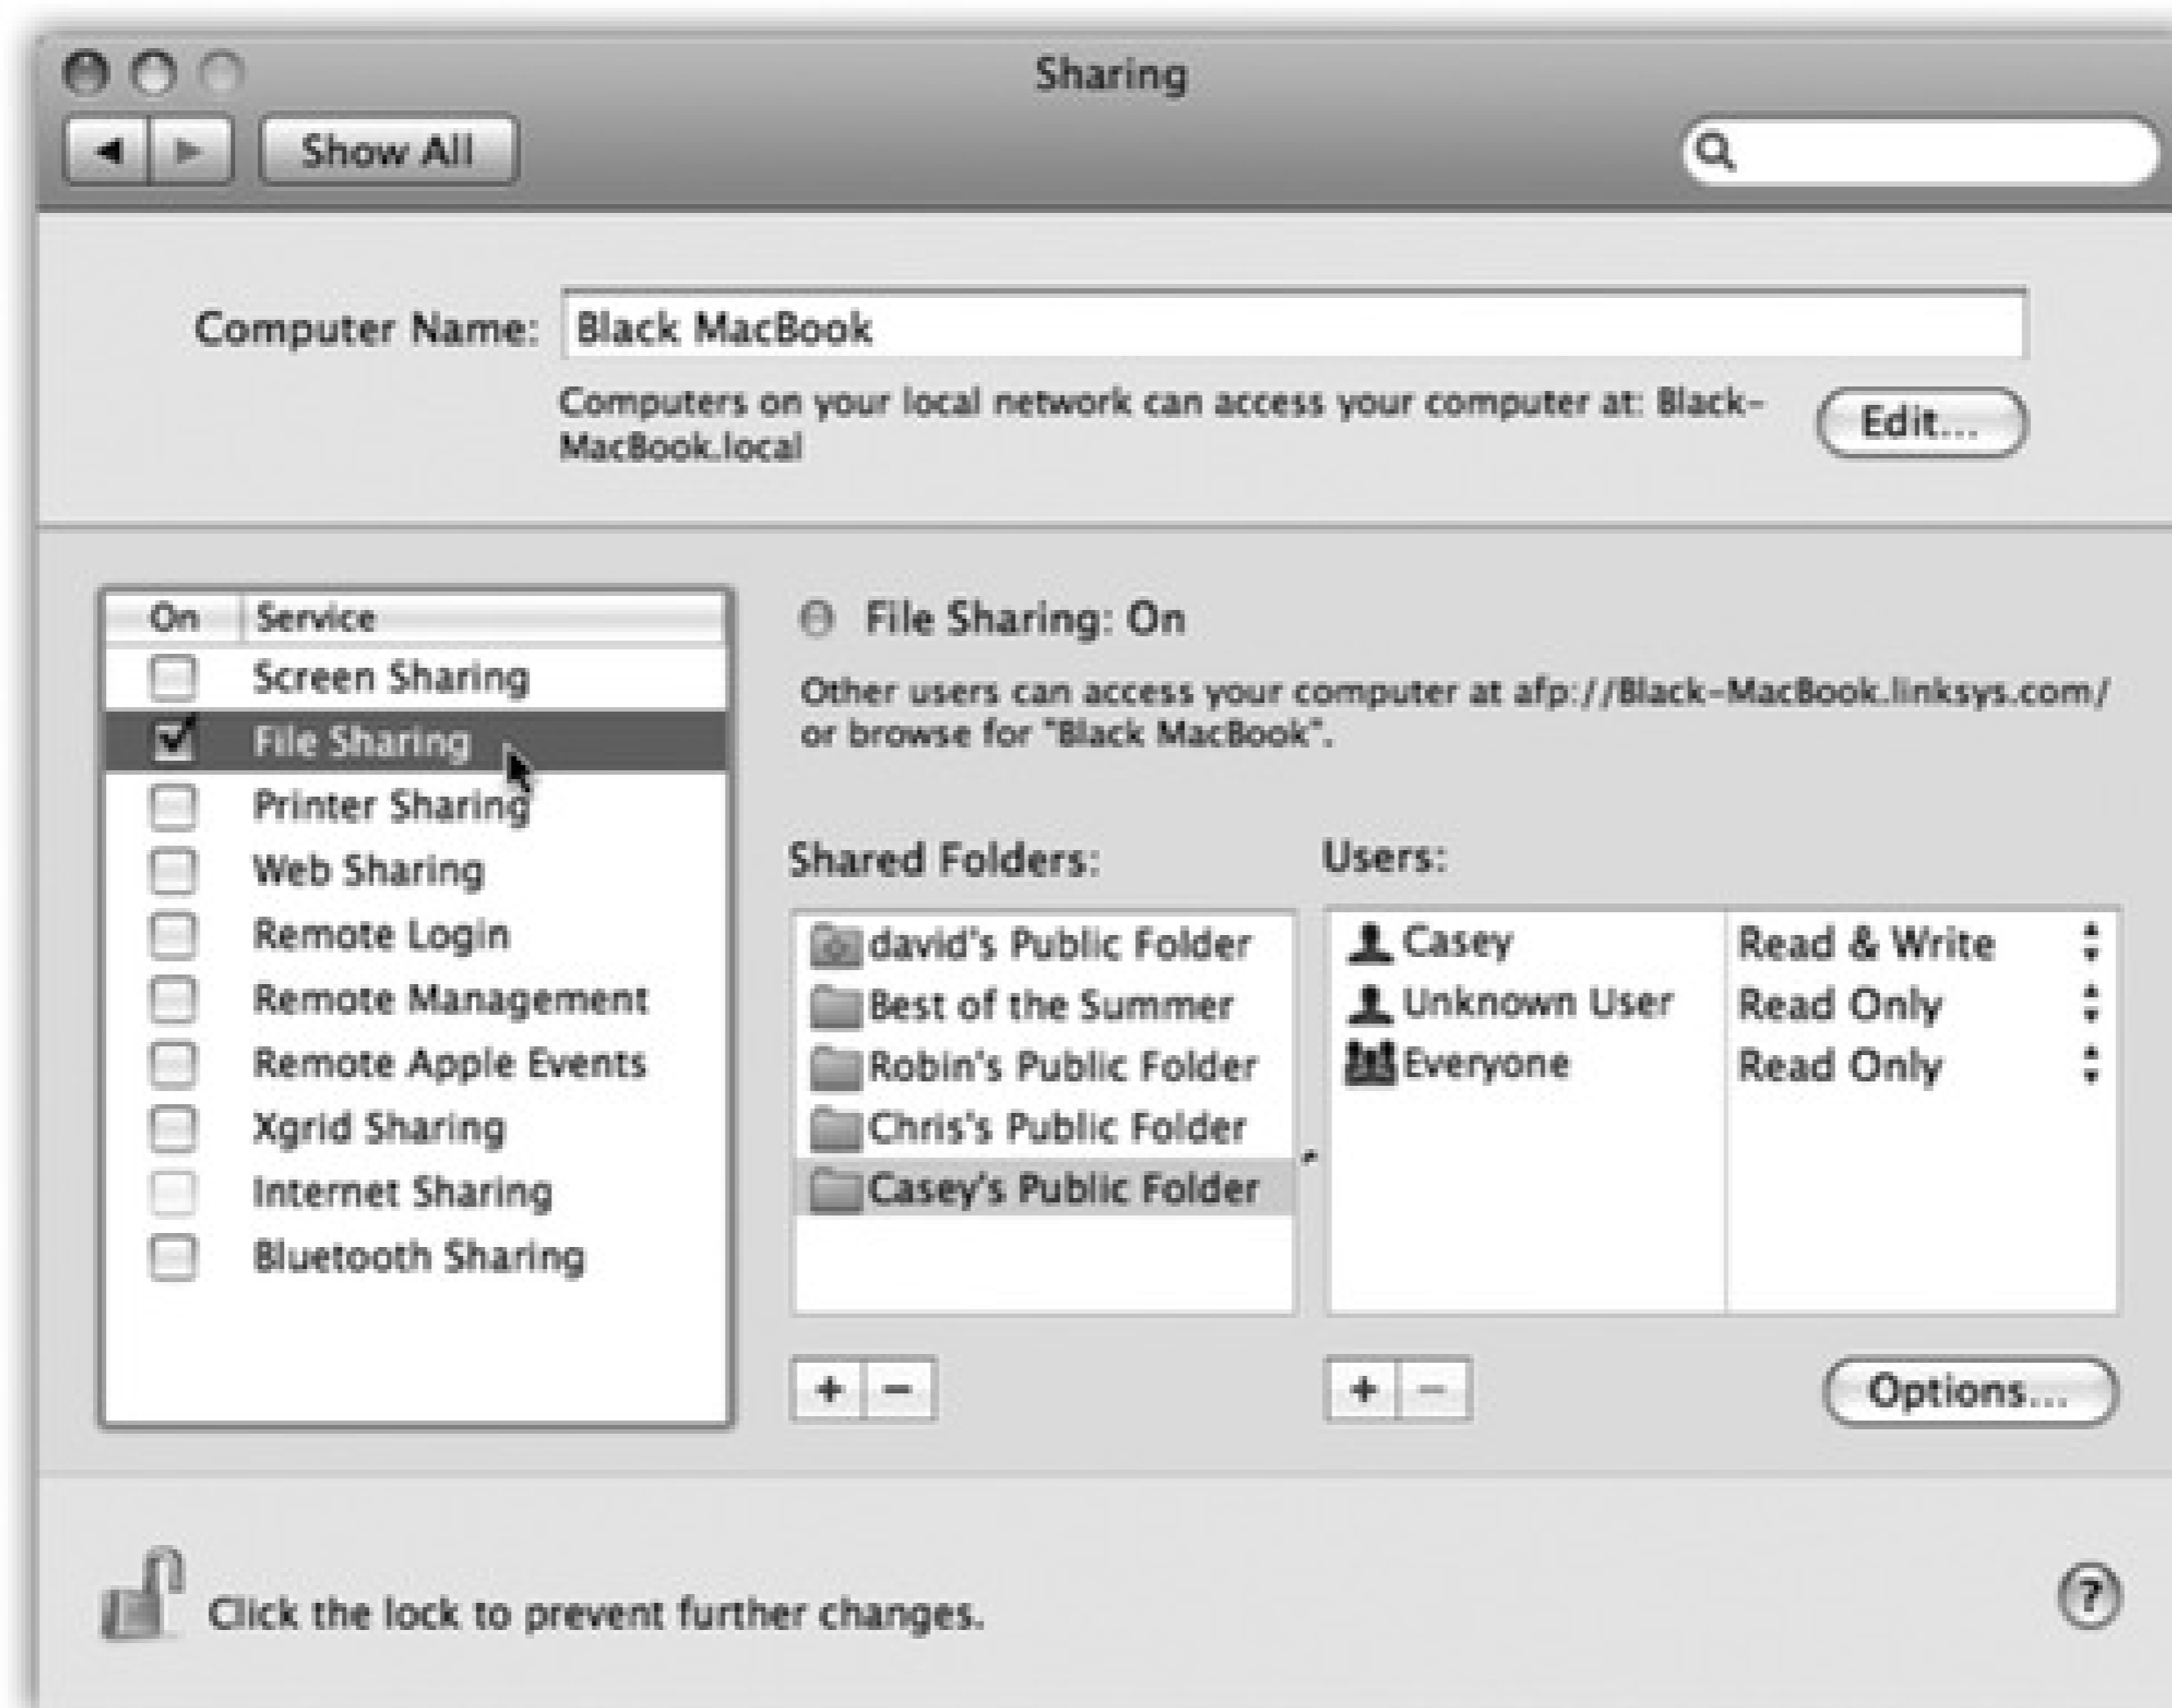 Sharing
Show All
Computer Name: Black MacBook
Computers on your local network can access your computer at: Black-
MacBook.local
Edit...
On Service
Screen Sharing
File Sharing
Printer Sharing
Web Sharing
Remote Login
Remote Management
Remote Apple Events
Xgrid Sharing
Internet Sharing
Bluetooth Sharing
File Sharing: On
Other users can access your computer at afp://Black-MacBook.linksys.com/
or browse for "Black MacBook".
Shared Folders:
david's Public Folder
Best of the Summer
Robin's Public Folder
Chris's Public Folder
Casey's Public Folder
+ −
Users:
Casey Read & Write
Unknown User Read Only
Everyone Read Only
+ −
Options...
Click the lock to prevent further changes.
?